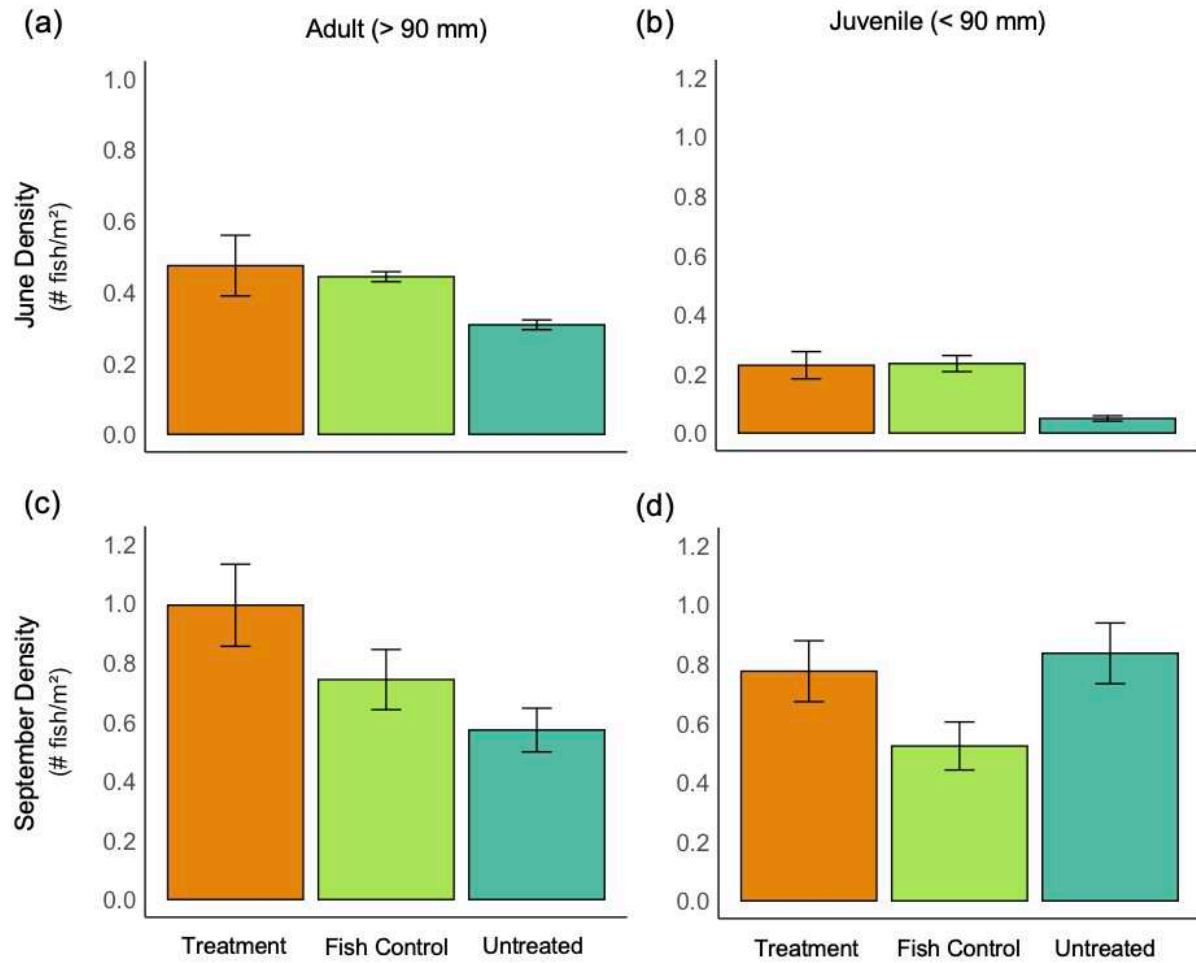 (a)
Adult (> 90 mm)
(b)
Juvenile (< 90 mm)
June Density
(# fish/m²)
1.0
0.8
0.6
0.4
0.2
0.0
1.2
1.0
0.8
0.6
0.4
0.2
0.0
(c)
(d)
September Density
(# fish/m²)
1.2
1.0
0.8
0.6
0.4
0.2
0.0
1.2
1.0
0.8
0.6
0.4
0.2
0.0
Treatment
Fish Control
Untreated
Treatment
Fish Control
Untreated